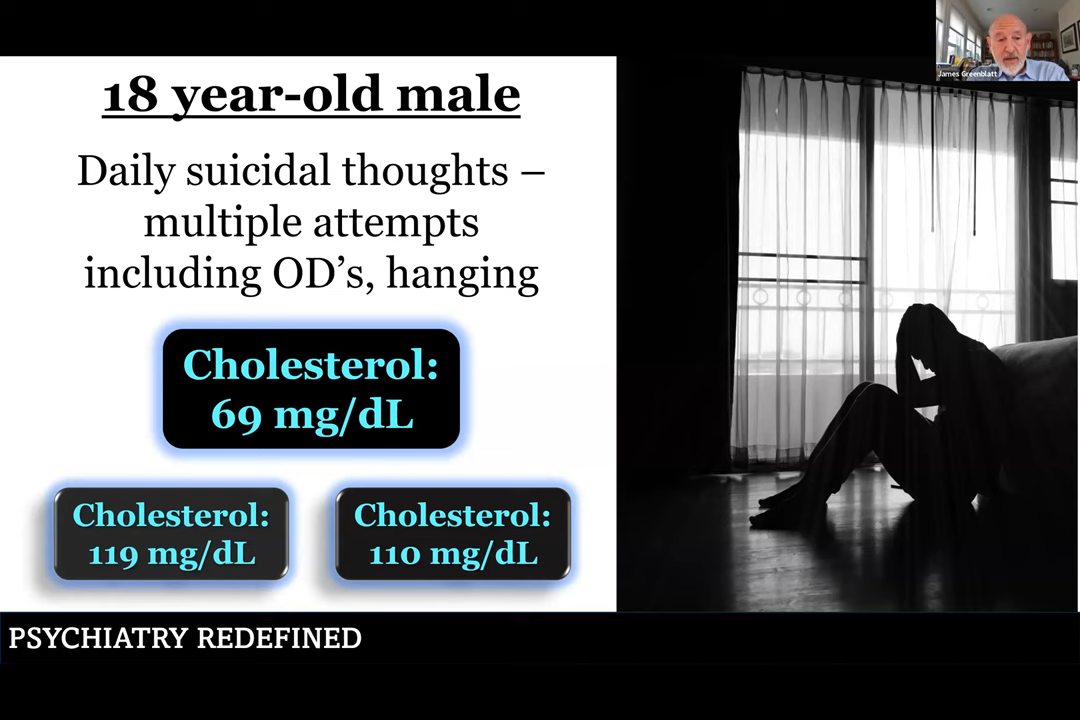 James Greenblatt
18 year-old male
Daily suicidal thoughts –
multiple attempts
including OD’s, hanging
Cholesterol:
69 mg/dL
Cholesterol:
119 mg/dL
Cholesterol:
110 mg/dL
PSYCHIATRY REDEFINED